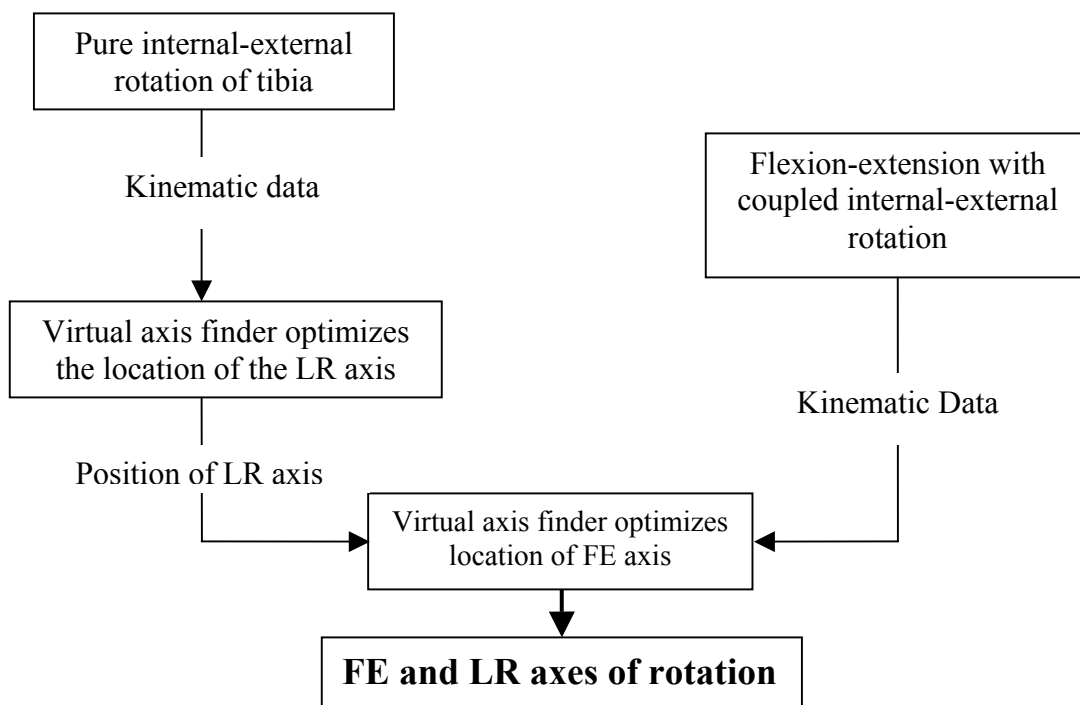 Pure internal-external
rotation of tibia
Kinematic data
Flexion-extension with
coupled internal-external
rotation
Virtual axis finder optimizes
the location of the LR axis
Kinematic Data
Position of LR axis
Virtual axis finder optimizes
location of FE axis
FE and LR axes of rotation